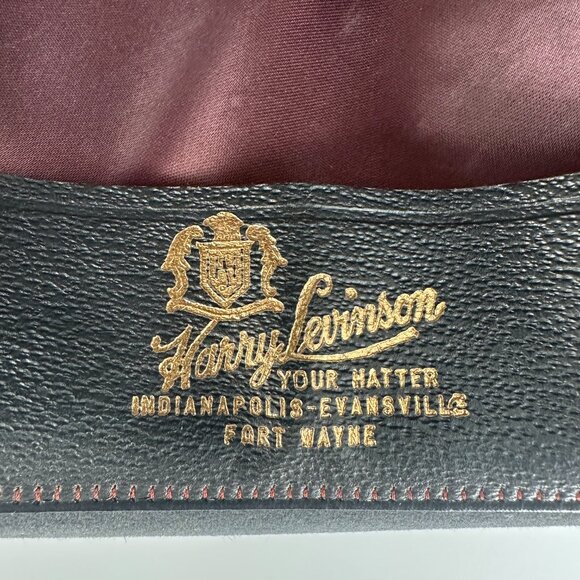 Harry Levinson
YOUR HATTER
INDIANAPOLIS-EVANSVILLE
FORT WAYNE